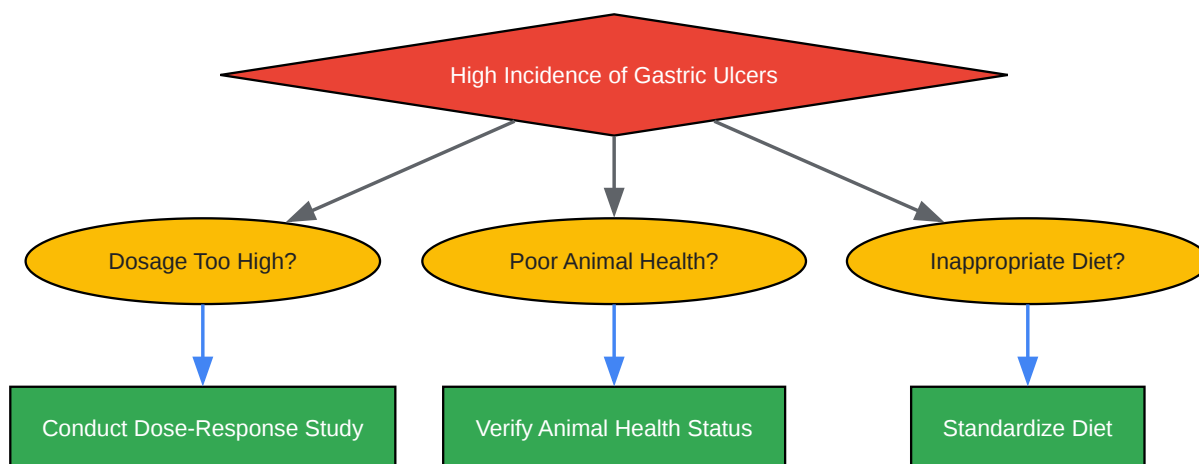 High Incidence of Gastric Ulcers
Dosage Too High?
Poor Animal Health?
Inappropriate Diet?
Conduct Dose-Response Study
Verify Animal Health Status
Standardize Diet